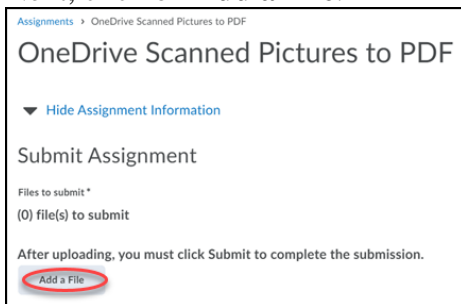 Assignments › OneDrive Scanned Pictures to PDF
OneDrive Scanned Pictures to PDF
Hide Assignment Information
Submit Assignment
Files to submit *
(0) file(s) to submit
After uploading, you must click Submit to complete the submission.
Add a File